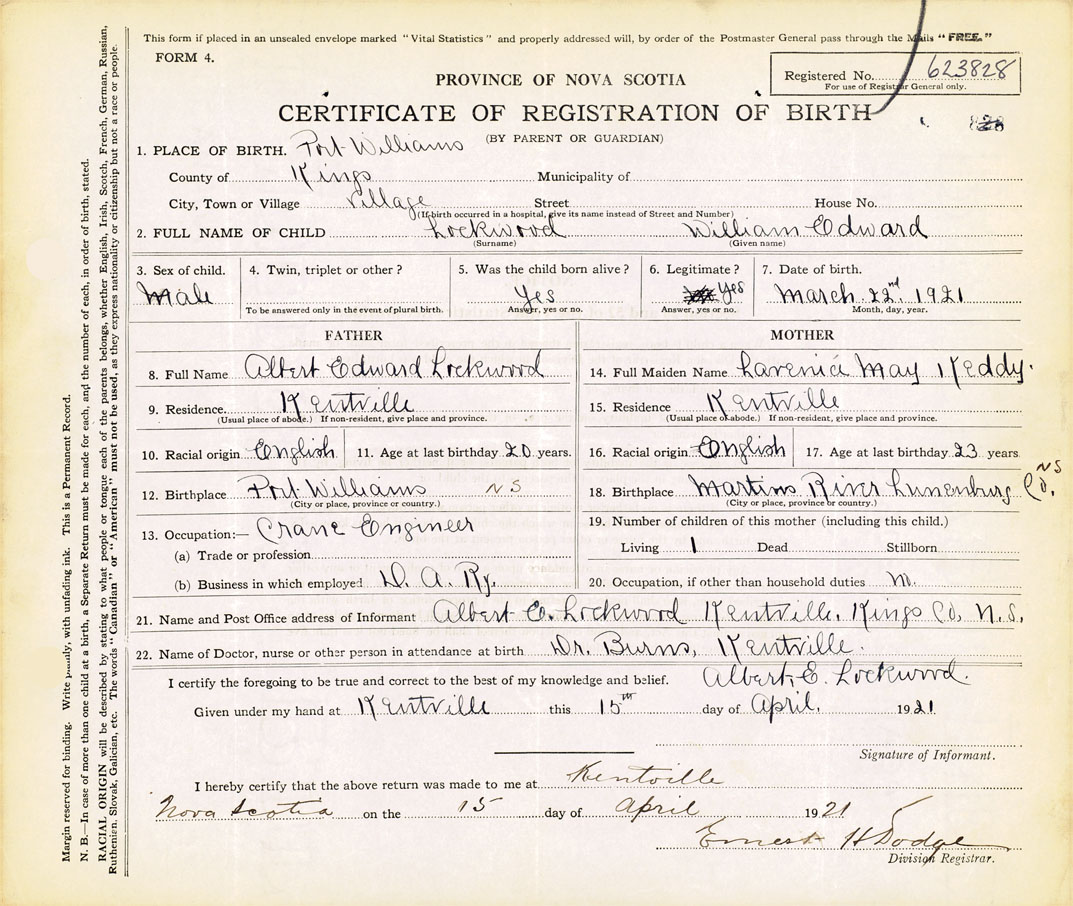 This form if placed in an unsealed envelope marked "Vital Statistics" and properly addressed will, by order of the Postmaster General pass through the Mails "FREE."
FORM 4.
Registered No. 623828
For use of Registrar General only.
PROVINCE OF NOVA SCOTIA
CERTIFICATE OF REGISTRATION OF BIRTH
(BY PARENT OR GUARDIAN)
1. PLACE OF BIRTH. Port Williams
County of Kings Municipality of
City, Town or Village Village Street House No.
(If birth occurred in a hospital, give its name instead of Street and Number)
2. FULL NAME OF CHILD Lockwood William Edward
(Surname) (Given name)
3. Sex of child. 4. Twin, triplet or other? 5. Was the child born alive? 6. Legitimate? 7. Date of birth.
Male Yes Yes March 22nd, 1921
To be answered only in the event of plural birth. Answer, yes or no. Answer, yes or no. Month, day, year.
FATHER
8. Full Name Albert Edward Lockwood
9. Residence. Kentville
(Usual place of abode.) If non-resident, give place and province.
10. Racial origin English 11. Age at last birthday 20 years.
12. Birthplace Port Williams N S
(City or place, province or country.)
13. Occupation:— Crane Engineer
(a) Trade or profession
(b) Business in which employed D. A. Ry.
MOTHER
14. Full Maiden Name Lavenia May Keddy.
15. Residence Kentville
(Usual place of abode.) If non-resident, give place and province.
16. Racial origin English 17. Age at last birthday 23 years
18. Birthplace Martins River Lunenburg Co. N S
(City or place, province or country.)
19. Number of children of this mother (including this child.)
Living 1 Dead Stillborn
20. Occupation, if other than household duties
21. Name and Post Office address of Informant Albert E. Lockwood Kentville, Kings Co, N.S.
22. Name of Doctor, nurse or other person in attendance at birth Dr. Burns, Kentville.
I certify the foregoing to be true and correct to the best of my knowledge and belief. Albert E. Lockwood.
Given under my hand at Kentville this 15th day of April. 1921
Signature of Informant.
I hereby certify that the above return was made to me at Kentville
Nova Scotia on the 15 day of April 1921
Ernest H Dodge
Division Registrar.
Margin reserved for binding. Write plainly, with unfading ink. This is a Permanent Record.
N. B.—In case of more than one child at a birth, a Separate Return must be made for each, and the number of each, in order of birth, stated.
RACIAL ORIGIN will be described by stating to what people or tongue each of the parents belongs, whether English, Irish, Scotch, French, German, Russian,
Ruthenian, Slovak, Galician, etc. The words "Canadian" or "American" must not be used, as they express nationality or citizenship but not a race or people.